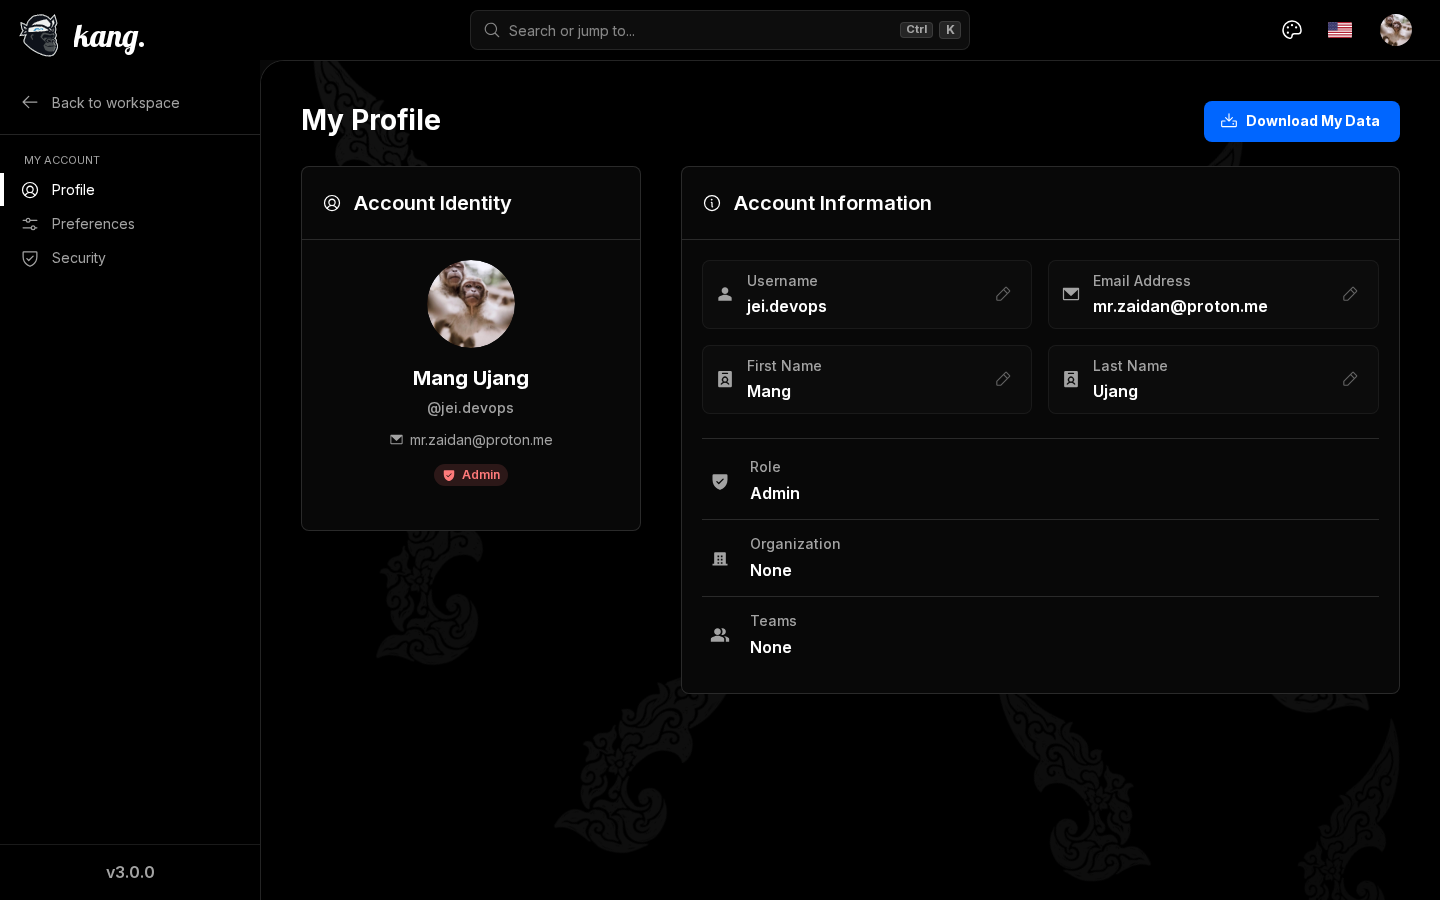 kang.
Search or jump to...
Ctrl K
Back to workspace
MY ACCOUNT
Profile
Preferences
Security
v3.0.0
My Profile
Download My Data
Account Identity
Mang Ujang
@jei.devops
mr.zaidan@proton.me
Admin
Account Information
Username
jei.devops
Email Address
mr.zaidan@proton.me
First Name
Mang
Last Name
Ujang
Role
Admin
Organization
None
Teams
None